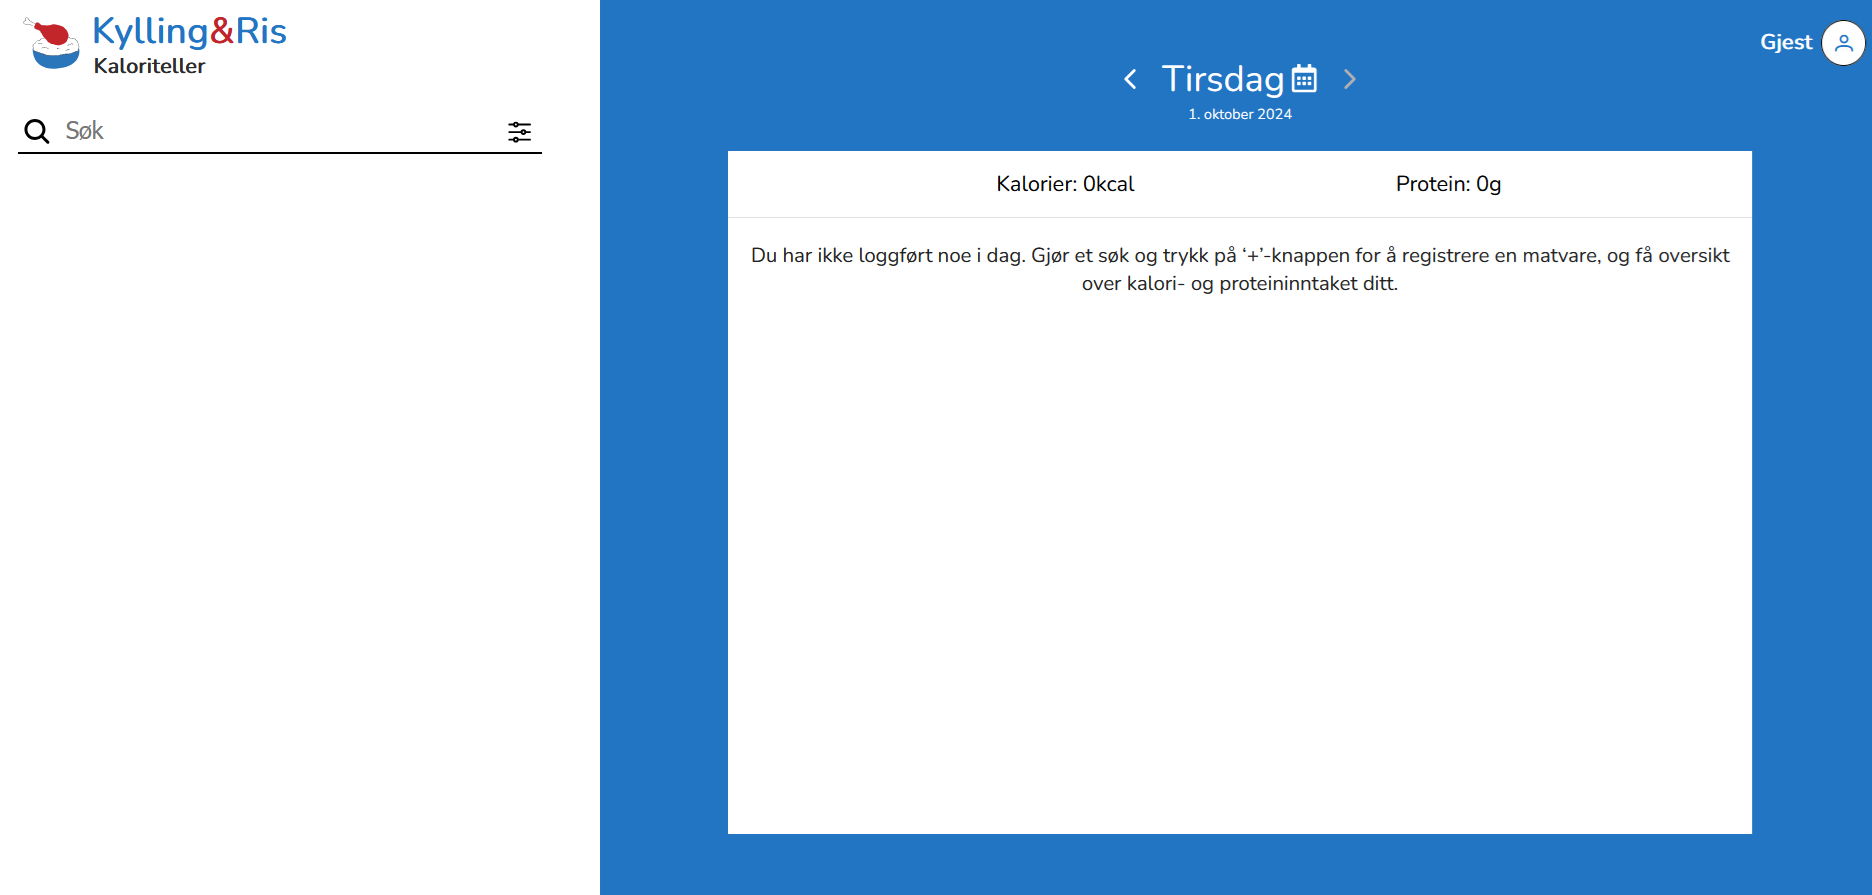 Kylling&Ris
Kaloriteller
Søk
Gjest
Tirsdag
1. oktober 2024
Kalorier: 0kcal
Protein: 0g
Du har ikke loggført noe i dag. Gjør et søk og trykk på ‘+’-knappen for å registrere en matvare, og få oversikt
over kalori- og proteininntaket ditt.